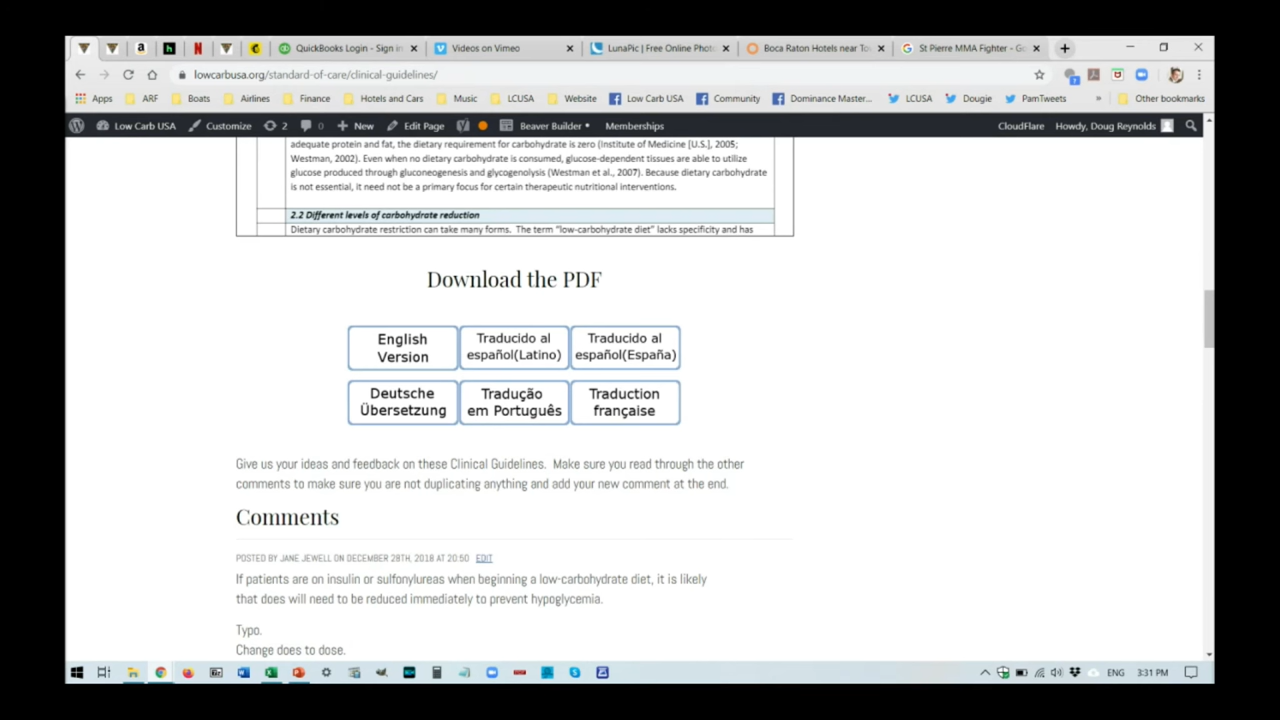 QuickBooks Login - Sign in
Videos on Vimeo
LunaPic | Free Online Phot
Boca Raton Hotels near To
St Pierre MMA Fighter - Go
lowcarbusa.org/standard-of-care/clinical-guidelines/
Apps ARF Boats Airlines Finance Hotels and Cars Music LCUSA Website Low Carb USA Community Dominance Master... LCUSA Dougie PamTweets » Other bookmarks
Low Carb USA Customize 2 0 New Edit Page Beaver Builder Memberships CloudFlare Howdy, Doug Reynolds
adequate protein and fat, the dietary requirement for carbohydrate is zero (Institute of Medicine [U.S.], 2005;
Westman, 2002). Even when no dietary carbohydrate is consumed, glucose-dependent tissues are able to utilize
glucose produced through gluconeogenesis and glycogenolysis (Westman et al., 2007). Because dietary carbohydrate
is not essential, it need not be a primary focus for certain therapeutic nutritional interventions.
2.2 Different levels of carbohydrate reduction
Dietary carbohydrate restriction can take many forms. The term "low-carbohydrate diet" lacks specificity and has
Download the PDF
English
Version
Traducido al
español(Latino)
Traducido al
español(España)
Deutsche
Übersetzung
Tradução
em Português
Traduction
française
Give us your ideas and feedback on these Clinical Guidelines. Make sure you read through the other
comments to make sure you are not duplicating anything and add your new comment at the end.
Comments
POSTED BY JANE JEWELL ON DECEMBER 28TH, 2018 AT 20:50 EDIT
If patients are on insulin or sulfonylureas when beginning a low-carbohydrate diet, it is likely
that does will need to be reduced immediately to prevent hypoglycemia.
Typo.
Change does to dose.
ENG 3:31 PM